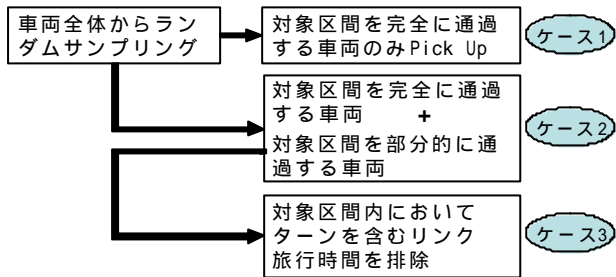 車両全体からラン
ダムサンプリング
対象区間を完全に通過
する車両のみPick Up
ケース1
対象区間を完全に通過
する車両 +
対象区間を部分的に通
過する車両
ケース2
対象区間内において
ターンを含むリンク
旅行時間を排除
ケース3